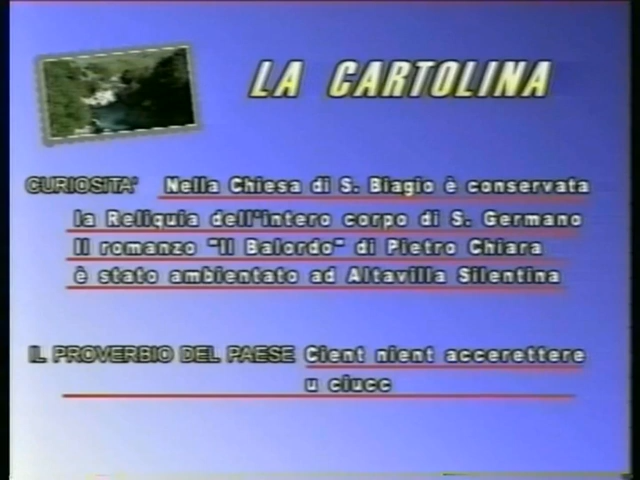 LA CARTOLINA
CURIOSITA' Nella Chiesa di S. Biagio è conservata
la Reliquia dell'intero corpo di S. Germano
Il romanzo "Il Balordo" di Pietro Chiara
è stato ambientato ad Altavilla Silentina
IL PROVERBIO DEL PAESE Cient nient accerettere
u ciucc